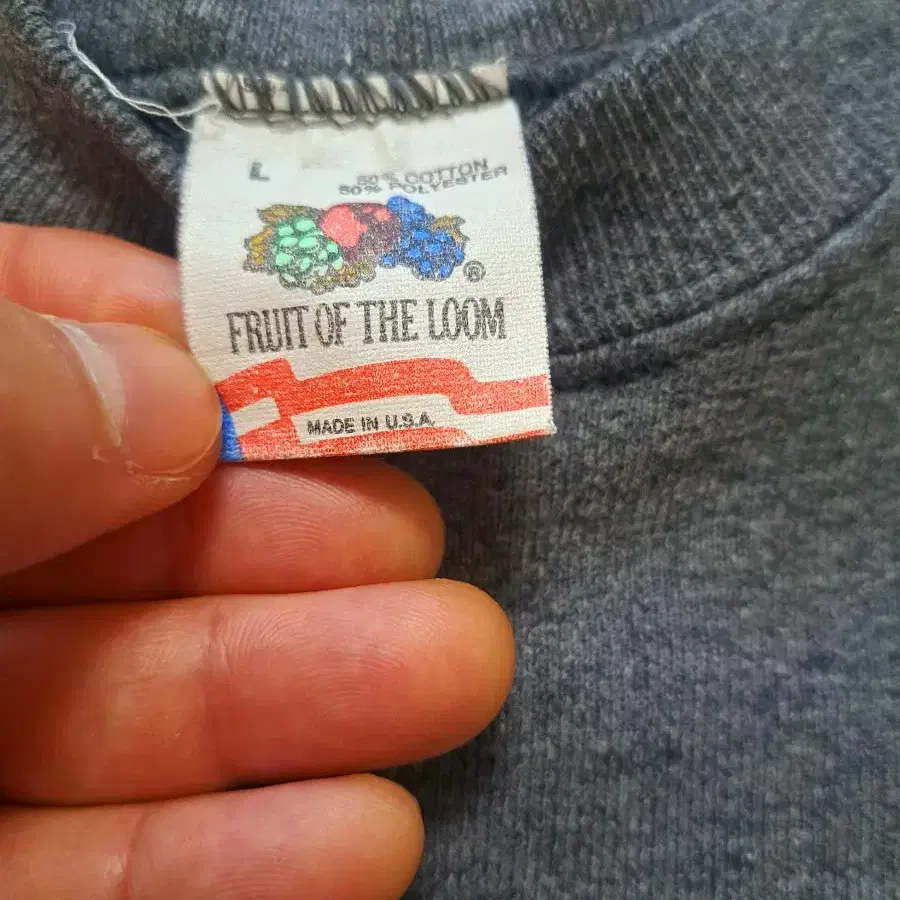 L
50% COTTON
50% POLYESTER
®
FRUIT OF THE LOOM
MADE IN U.S.A.